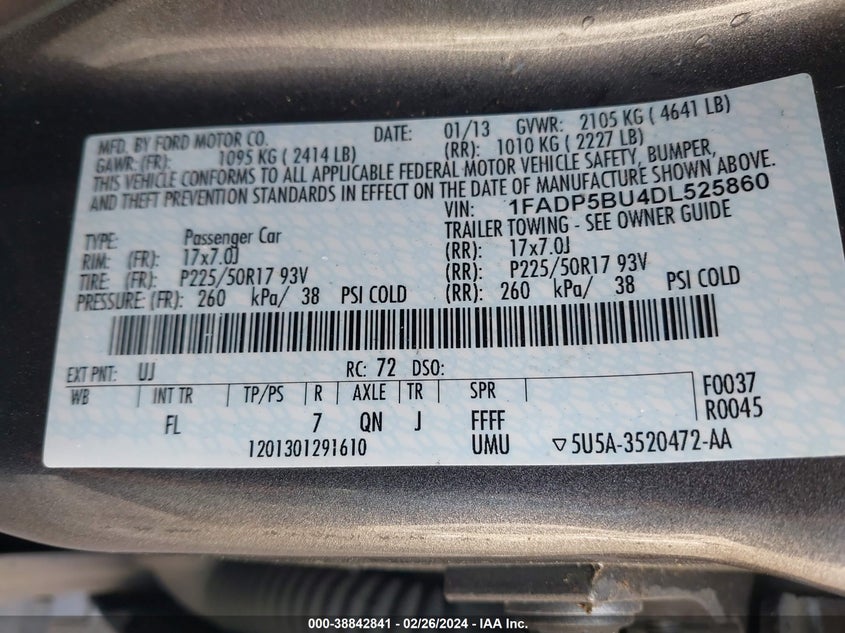 MFD. BY FORD MOTOR CO. DATE: 01/13 GVWR: 2105 KG ( 4641 LB)
GAWR: (FR): 1095 KG ( 2414 LB) (RR): 1010 KG ( 2227 LB)
THIS VEHICLE CONFORMS TO ALL APPLICABLE FEDERAL MOTOR VEHICLE SAFETY, BUMPER,
AND THEFT PREVENTION STANDARDS IN EFFECT ON THE DATE OF MANUFACTURE SHOWN ABOVE.
VIN: 1FADP5BU4DL525860
TYPE: Passenger Car TRAILER TOWING - SEE OWNER GUIDE
RIM: (FR): 17x7.0J (RR): 17x7.0J
TIRE: (FR): P225/50R17 93V (RR): P225/50R17 93V
PRESSURE: (FR): 260 kPa/ 38 PSI COLD (RR): 260 kPa/ 38 PSI COLD
EXT PNT: UJ RC: 72 DSO:
WB INT TR TP/PS R AXLE TR SPR F0037
FL 7 QN J FFFF R0045
1201301291610 UMU ▽5U5A-3520472-AA
000-38842841 - 02/26/2024 - IAA Inc.